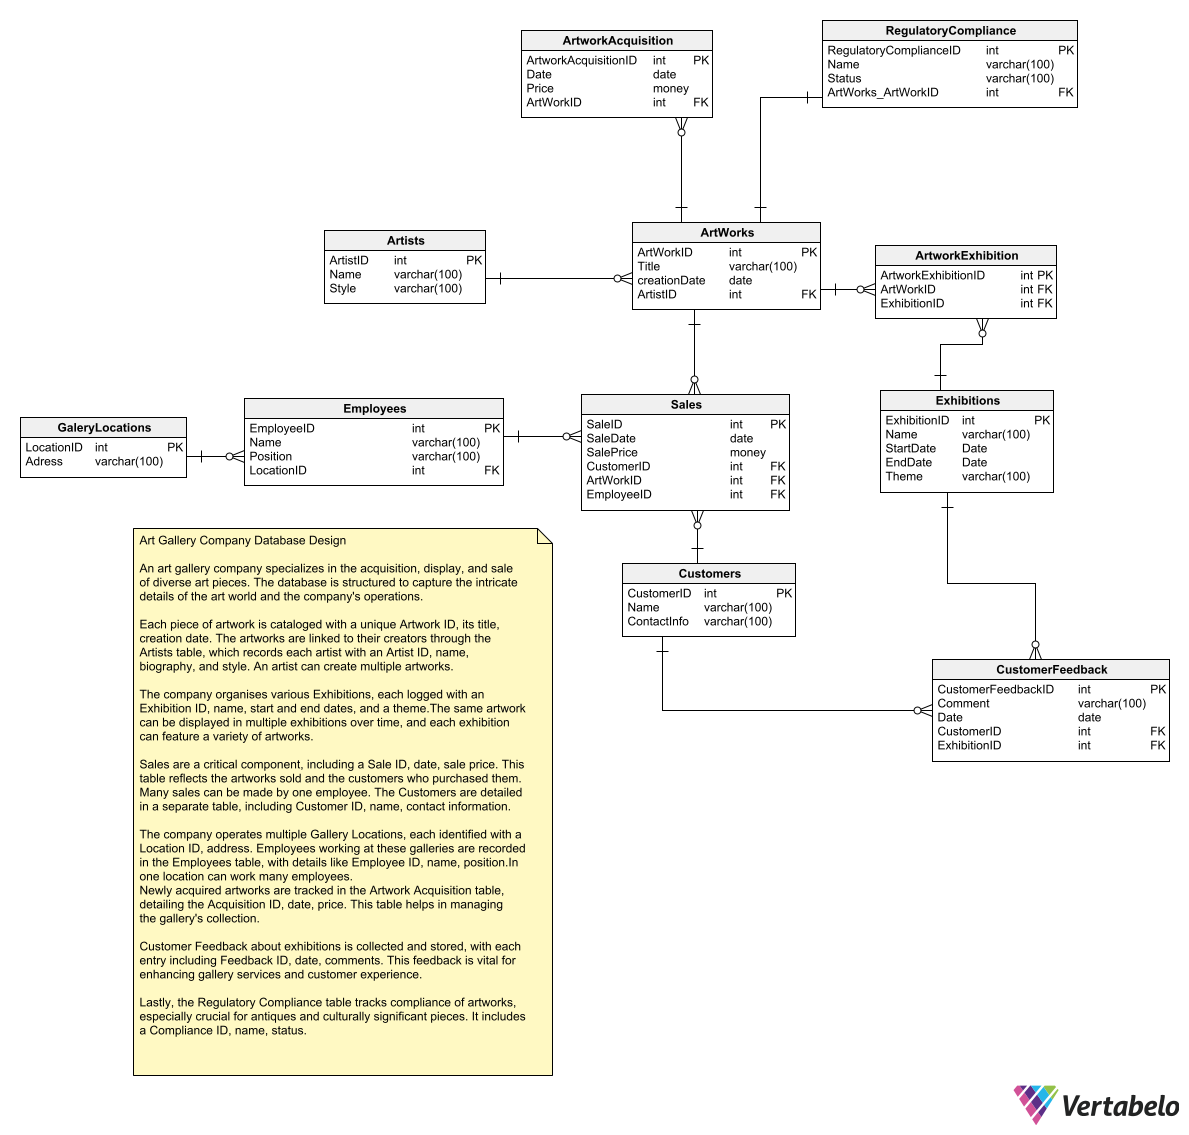 ArtworkAcquisition
ArtworkAcquisitionID int PK
Date date
Price money
ArtWorkID int FK
RegulatoryCompliance
RegulatoryComplianceID int PK
Name varchar(100)
Status varchar(100)
ArtWorks_ArtWorkID int FK
Artists
ArtistID int PK
Name varchar(100)
Style varchar(100)
ArtWorks
ArtWorkID int PK
Title varchar(100)
creationDate date
ArtistID int FK
ArtworkExhibition
ArtworkExhibitionID int PK
ArtWorkID int FK
ExhibitionID int FK
GaleryLocations
LocationID int PK
Adress varchar(100)
Employees
EmployeeID int PK
Name varchar(100)
Position varchar(100)
LocationID int FK
Sales
SaleID int PK
SaleDate date
SalePrice money
CustomerID int FK
ArtWorkID int FK
EmployeeID int FK
Exhibitions
ExhibitionID int PK
Name varchar(100)
StartDate Date
EndDate Date
Theme varchar(100)
Customers
CustomerID int PK
Name varchar(100)
ContactInfo varchar(100)
CustomerFeedback
CustomerFeedbackID int PK
Comment varchar(100)
Date date
CustomerID int FK
ExhibitionID int FK
Art Gallery Company Database Design
An art gallery company specializes in the acquisition, display, and sale
of diverse art pieces. The database is structured to capture the intricate
details of the art world and the company's operations.
Each piece of artwork is cataloged with a unique Artwork ID, its title,
creation date. The artworks are linked to their creators through the
Artists table, which records each artist with an Artist ID, name,
biography, and style. An artist can create multiple artworks.
The company organises various Exhibitions, each logged with an
Exhibition ID, name, start and end dates, and a theme.The same artwork
can be displayed in multiple exhibitions over time, and each exhibition
can feature a variety of artworks.
Sales are a critical component, including a Sale ID, date, sale price. This
table reflects the artworks sold and the customers who purchased them.
Many sales can be made by one employee. The Customers are detailed
in a separate table, including Customer ID, name, contact information.
The company operates multiple Gallery Locations, each identified with a
Location ID, address. Employees working at these galleries are recorded
in the Employees table, with details like Employee ID, name, position.In
one location can work many employees.
Newly acquired artworks are tracked in the Artwork Acquisition table,
detailing the Acquisition ID, date, price. This table helps in managing
the gallery's collection.
Customer Feedback about exhibitions is collected and stored, with each
entry including Feedback ID, date, comments. This feedback is vital for
enhancing gallery services and customer experience.
Lastly, the Regulatory Compliance table tracks compliance of artworks,
especially crucial for antiques and culturally significant pieces. It includes
a Compliance ID, name, status.
Vertabelo